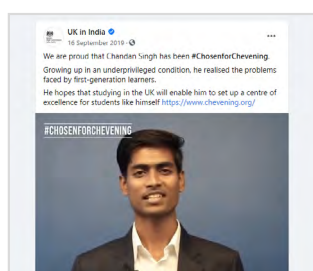 UK in India
16 September 2019 ·
We are proud that Chandan Singh has been #ChosenforChevening.
Growing up in an underprivileged condition, he realised the problems
faced by first-generation learners.
He hopes that studying in the UK will enable him to set up a centre of
excellence for students like himself https://www.chevening.org/
#CHOSENFORCHEVENING